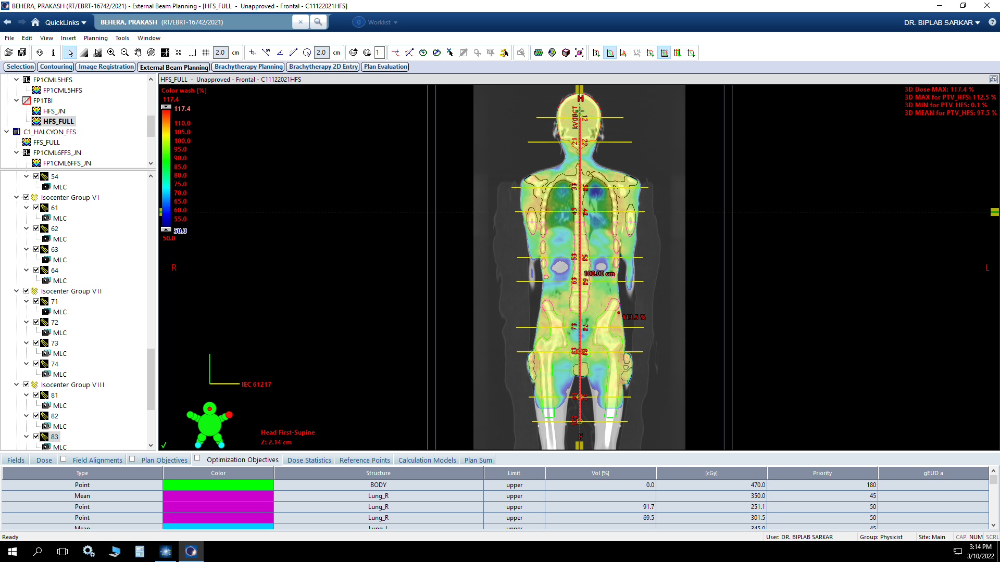 BEHERA, PRAKASH (RT/EBRT-16742/2021) - External Beam Planning - [HFS_FULL - Unapproved - Frontal - C11122021HFS]
QuickLinks
BEHERA, PRAKASH (RT/EBRT-16742/2021)
0 Worklist
DR. BIPLAB SARKAR
File Edit View Insert Planning Tools Window
2.0 cm 2.0 cm 1
Selection Contouring Image Registration External Beam Planning Brachytherapy Planning Brachytherapy 2D Entry Plan Evaluation
FP1CML5HFS
FP1CML5HFS
FP1TBI
HFS_JN
HFS_FULL
C1_HALCYON_FFS
FFS_FULL
FP1CML6FFS_JN
FP1CML6FFS_JN
54
MLC
Isocenter Group VI
61
MLC
62
MLC
63
MLC
64
MLC
Isocenter Group VII
71
MLC
72
MLC
73
MLC
74
MLC
Isocenter Group VIII
81
MLC
82
MLC
83
MLC
HFS_FULL - Unapproved - Frontal - C11122021HFS
Color wash [%]
117.4
117.4
110.0
105.0
100.0
95.0
90.0
85.0
80.0
75.0
70.0
65.0
60.0
55.0
50.0
50.0
3D Dose MAX: 117.4 %
3D MAX for PTV_HFS: 112.5 %
3D MIN for PTV_HFS: 0.1 %
3D MEAN for PTV_HFS: 97.5 %
H
12
21 22
33
43
53
100.00 cm
63
113.5 %
73
83
102
F
R
L
IEC 61217
Head First-Supine
Z: 2.14 cm
Fields Dose Field Alignments Plan Objectives Optimization Objectives Dose Statistics Reference Points Calculation Models Plan Sum
Type Color Structure Limit Vol [%] [cGy] Priority gEUD a
Point BODY upper 0.0 470.0 180
Mean Lung_R upper 350.0 45
Point Lung_R upper 91.7 251.1 50
Point Lung_R upper 69.5 301.5 50
Mean Lung_L upper 345.0 45
Ready
User: DR. BIPLAB SARKAR Group: Physicist Site: Main CAP NUM SCRL
3:14 PM
3/10/2022